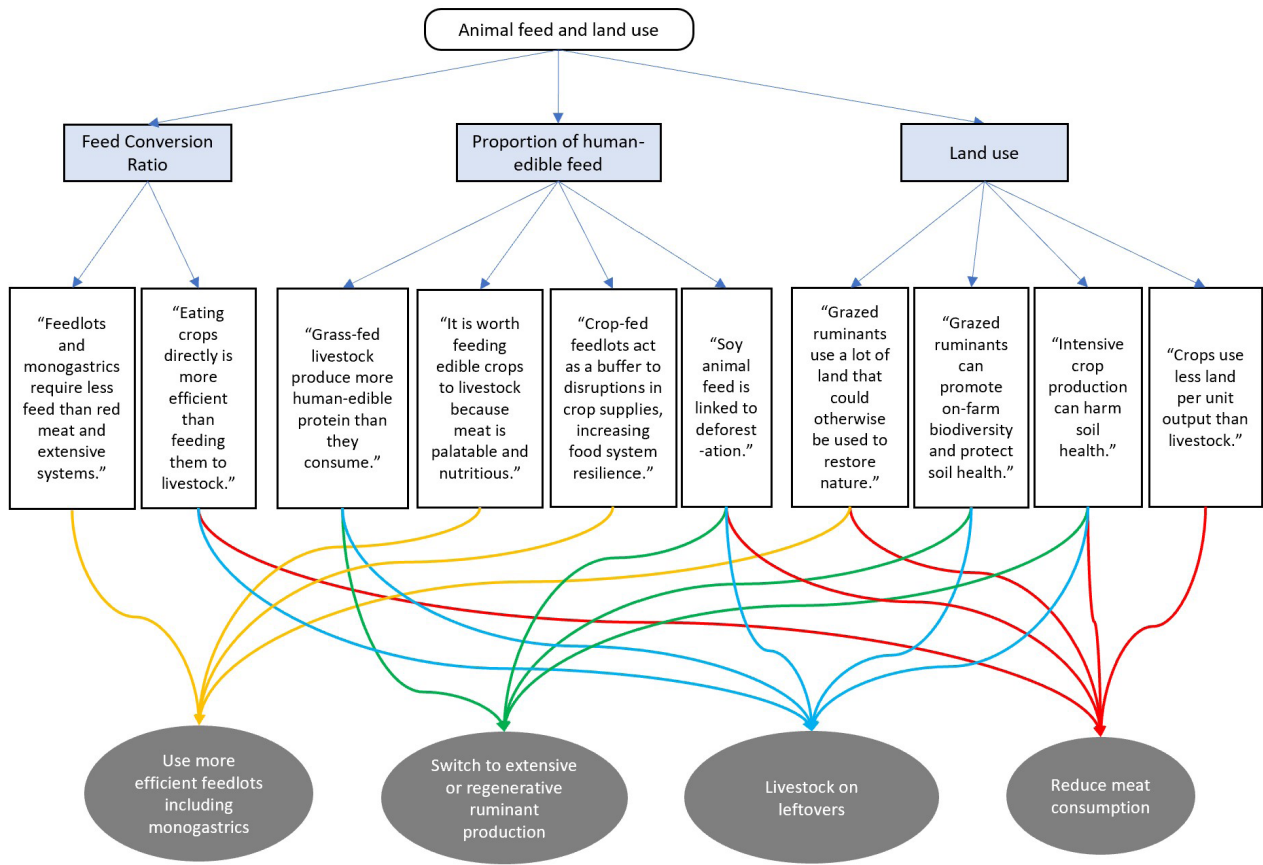 Animal feed and land use
Feed Conversion
Ratio
Proportion of human-
edible feed
Land use
“Feedlots
and
monogastrics
require less
feed than red
meat and
extensive
systems.”
“Eating
crops
directly is
more
efficient
than
feeding
them to
livestock.”
“Grass-fed
livestock
produce more
human-edible
protein than
they
consume.”
“It is worth
feeding
edible crops
to livestock
because
meat is
palatable and
nutritious.”
“Crop-fed
feedlots act
as a buffer to
disruptions in
crop supplies,
increasing
food system
resilience.”
“Soy
animal
feed is
linked to
deforest
-ation.”
“Grazed
ruminants
use a lot of
land that
could
otherwise
be used to
restore
nature.”
“Grazed
ruminants
can
promote
on-farm
biodiversity
and protect
soil health.”
“Intensive
crop
production
can harm
soil
health.”
“Crops use
less land
per unit
output than
livestock.”
Use more
efficient feedlots
including
monogastrics
Switch to extensive
or regenerative
ruminant
production
Livestock on
leftovers
Reduce meat
consumption